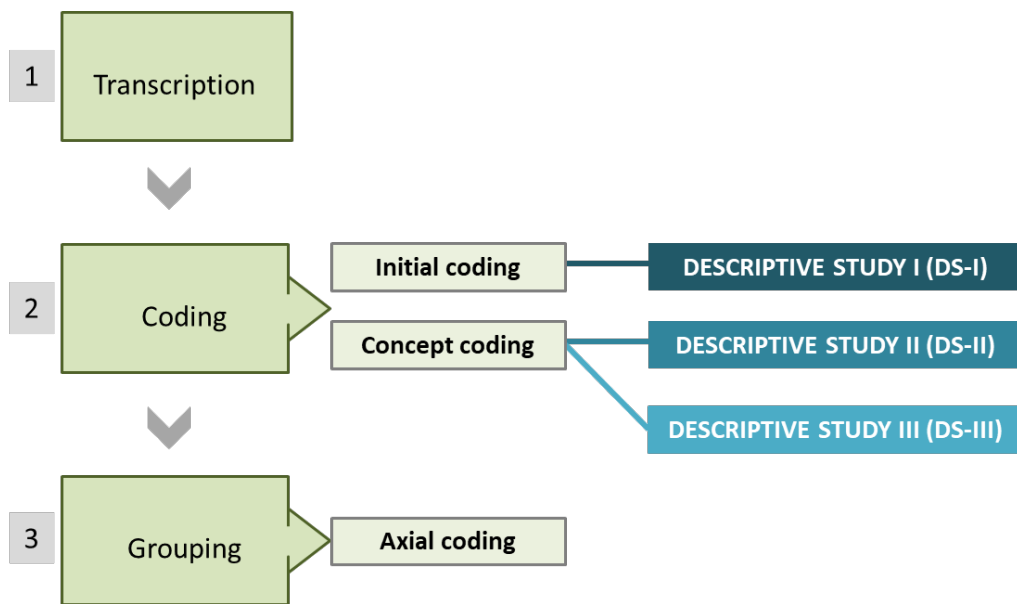 1
Transcription
2
Coding
Initial coding
DESCRIPTIVE STUDY I (DS-I)
Concept coding
DESCRIPTIVE STUDY II (DS-II)
DESCRIPTIVE STUDY III (DS-III)
3
Grouping
Axial coding